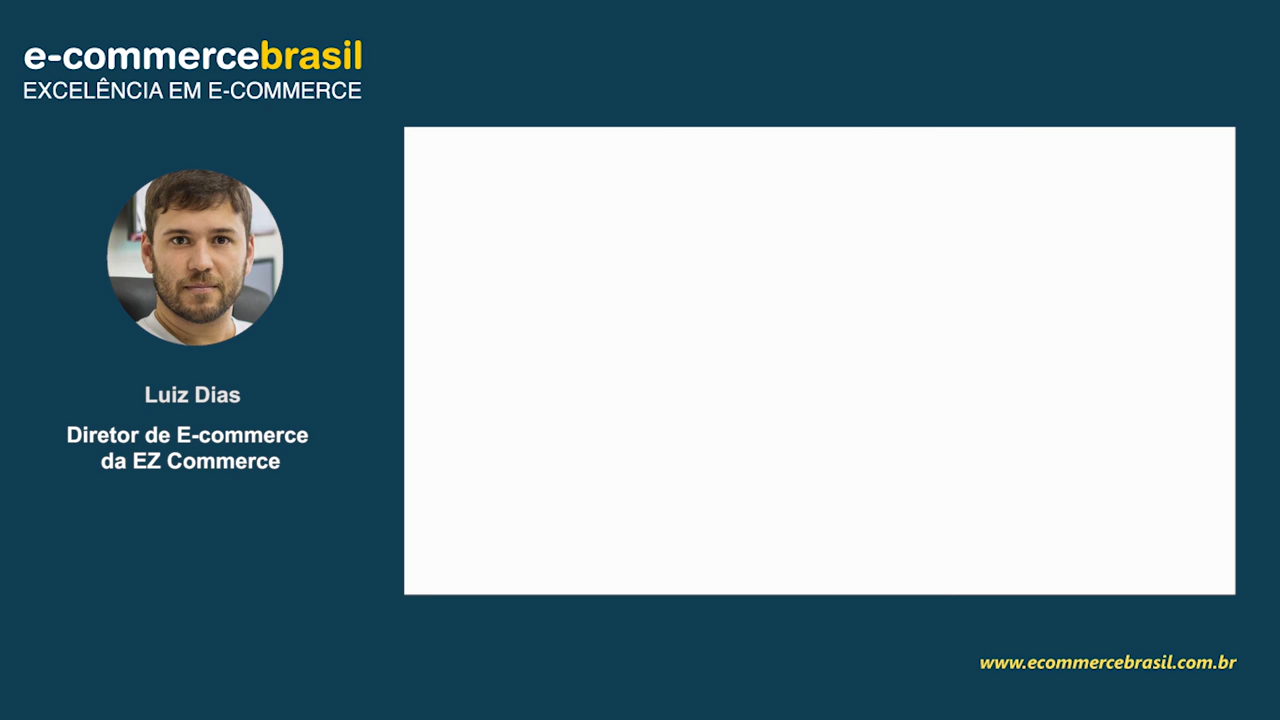 e-commercebrasil
EXCELÊNCIA EM E-COMMERCE
Luiz Dias
Diretor de E-commerce
da EZ Commerce
www.ecommercebrasil.com.br